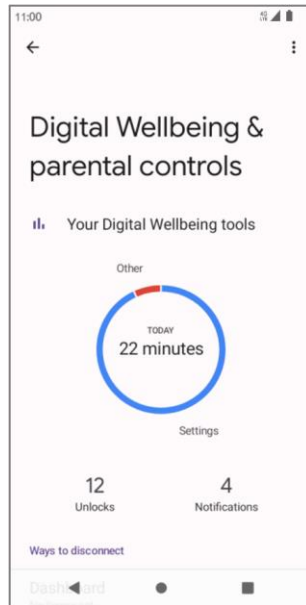 11:00
Digital Wellbeing &
parental controls
Your Digital Wellbeing tools
Other
TODAY
22 minutes
Settings
12
4
Unlocks
Notifications
Ways to disconnect
Dashboard